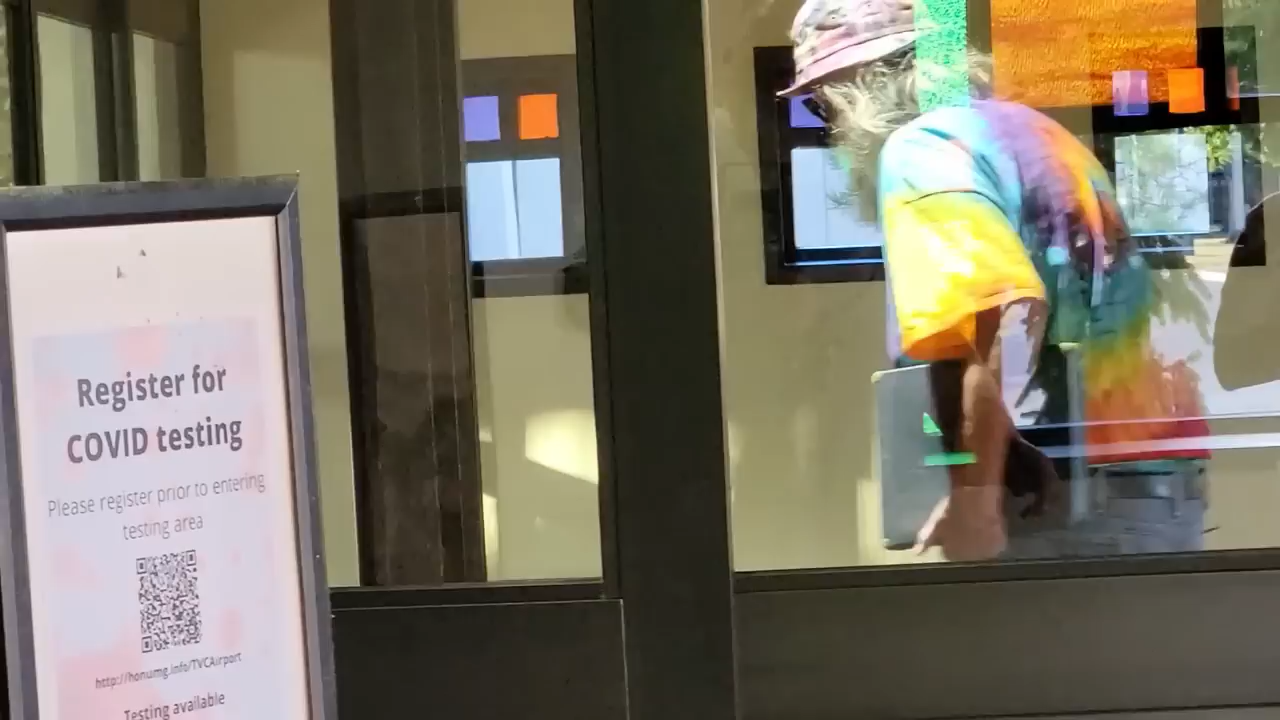 Register for
COVID testing
Please register prior to entering
testing area
http://honumg.info/TVCAirport
Testing available